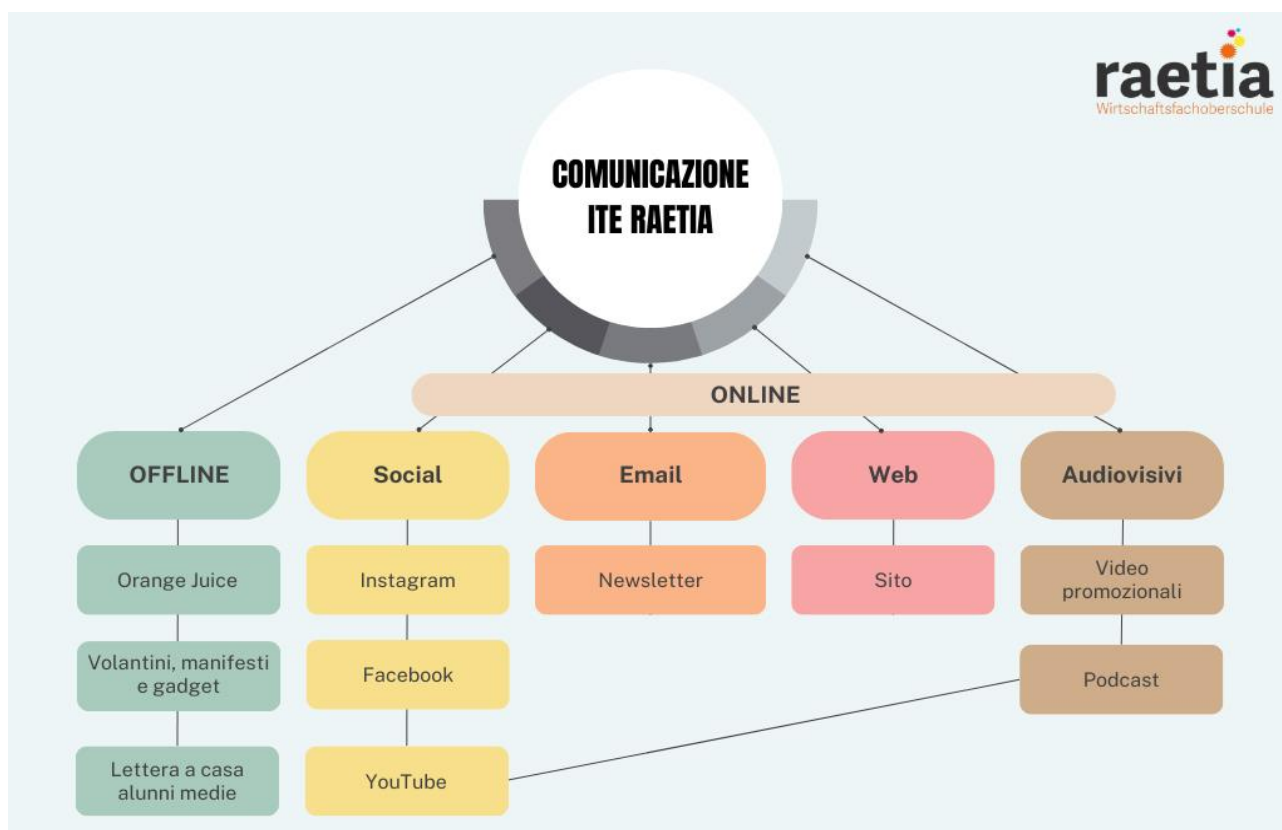 raetia
Wirtschaftsfachoberschule
COMUNICAZIONE
ITE RAETIA
ONLINE
OFFLINE
Social
Email
Web
Audiovisivi
Orange Juice
Instagram
Newsletter
Sito
Video
promozionali
Volantini, manifesti
e gadget
Facebook
Podcast
Lettera a casa
alunni medie
YouTube